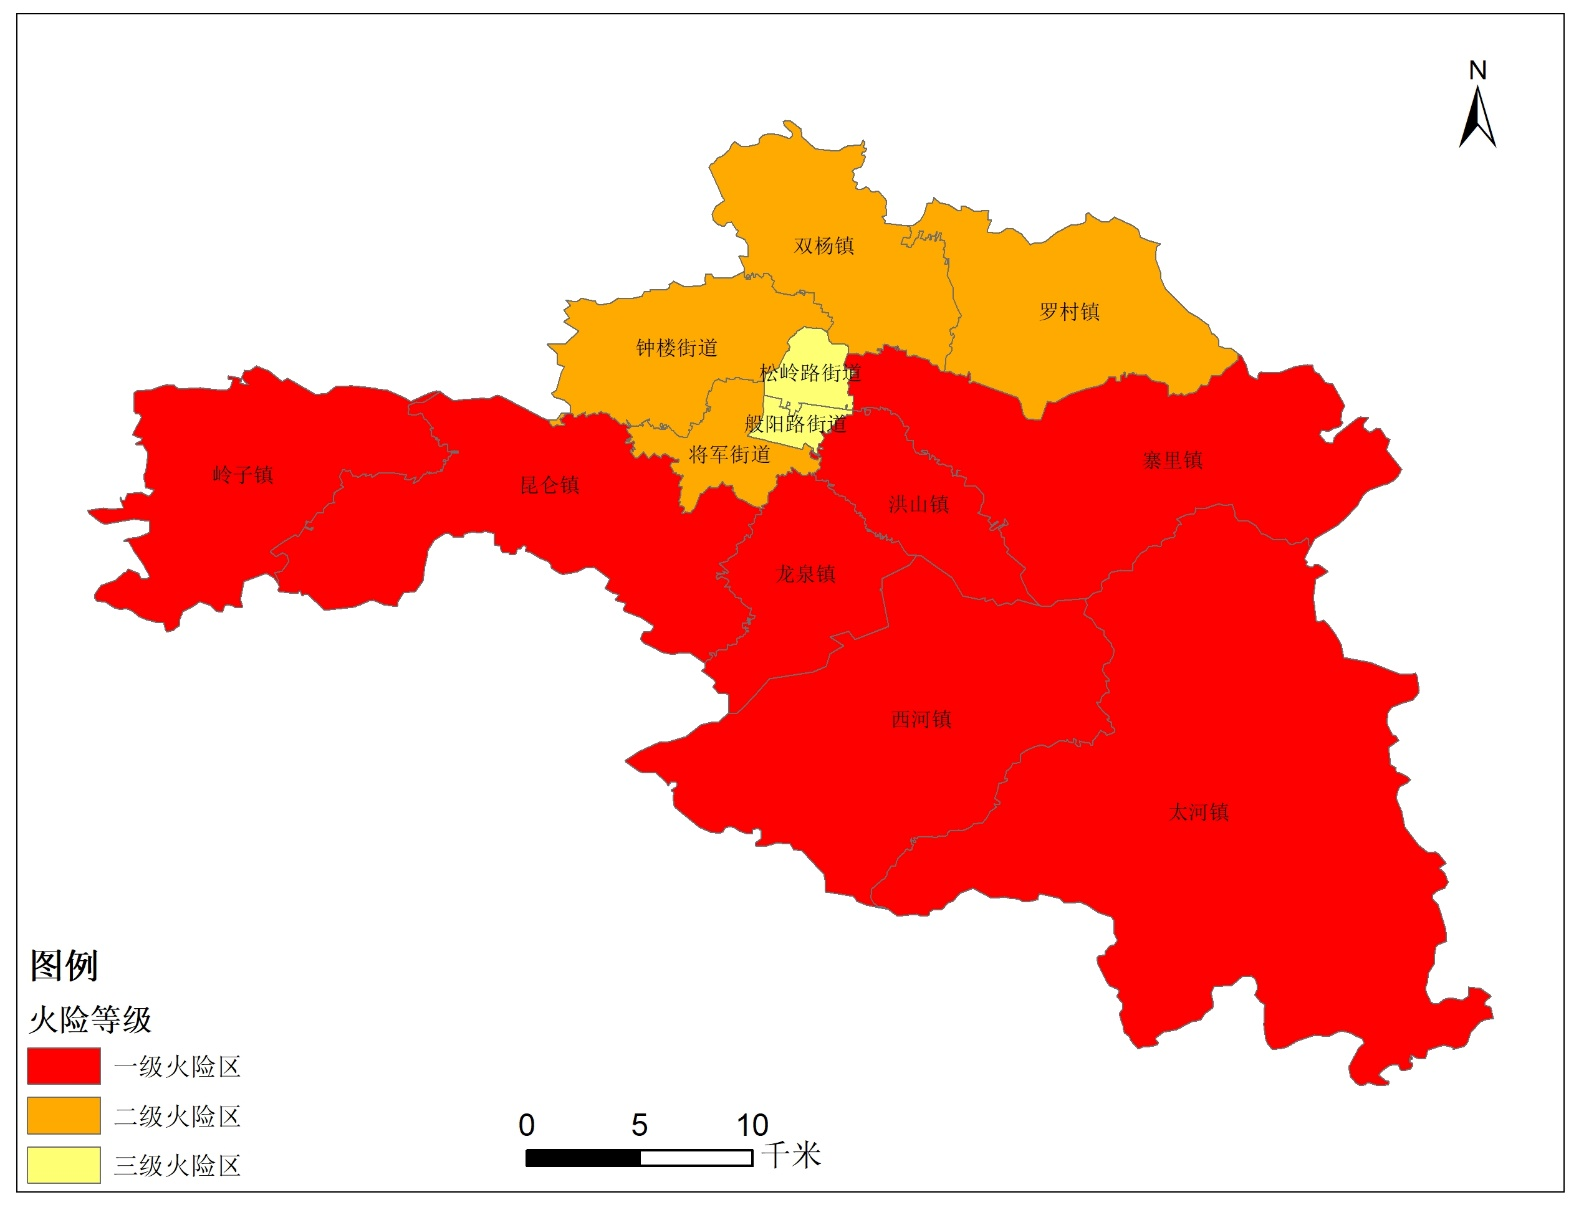 N
双杨镇
罗村镇
钟楼街道
松岭路街道
般阳路街道
将军街道
寨里镇
岭子镇
昆仑镇
洪山镇
龙泉镇
西河镇
太河镇
图例
火险等级
一级火险区
二级火险区
三级火险区
0 5 10
千米